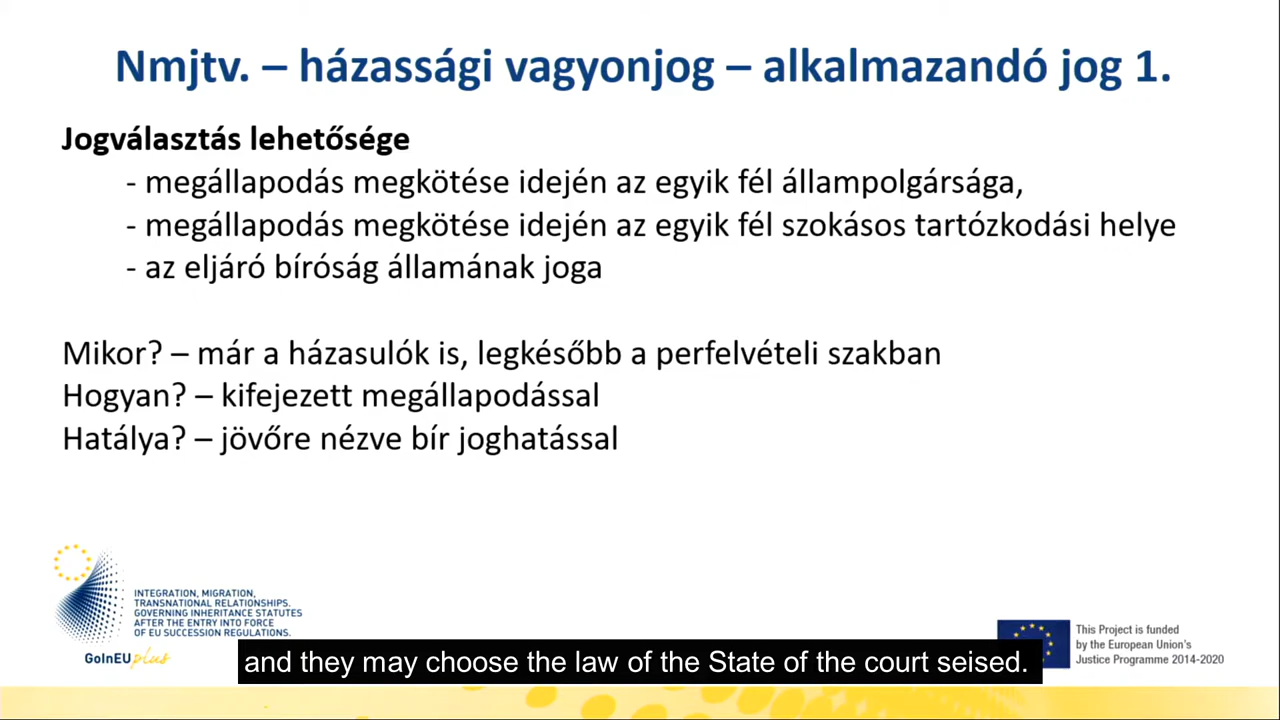 Nmjtv. – házassági vagyonjog – alkalmazandó jog 1.
Jogválasztás lehetősége
- megállapodás megkötése idején az egyik fél állampolgársága,
- megállapodás megkötése idején az egyik fél szokásos tartózkodási helye
- az eljáró bíróság államának joga
Mikor? – már a házasulók is, legkésőbb a perfelvételi szakban
Hogyan? – kifejezett megállapodással
Hatálya? – jövőre nézve bír joghatással
INTEGRATION, MIGRATION,
TRANSNATIONAL RELATIONSHIPS.
GOVERNING INHERITANCE STATUTES
AFTER THE ENTRY INTO FORCE
OF EU SUCCESSION REGULATIONS.
GoInEU plus
This Project is funded
by the European Union's
Justice Programme 2014-2020
and they may choose the law of the State of the court seised.